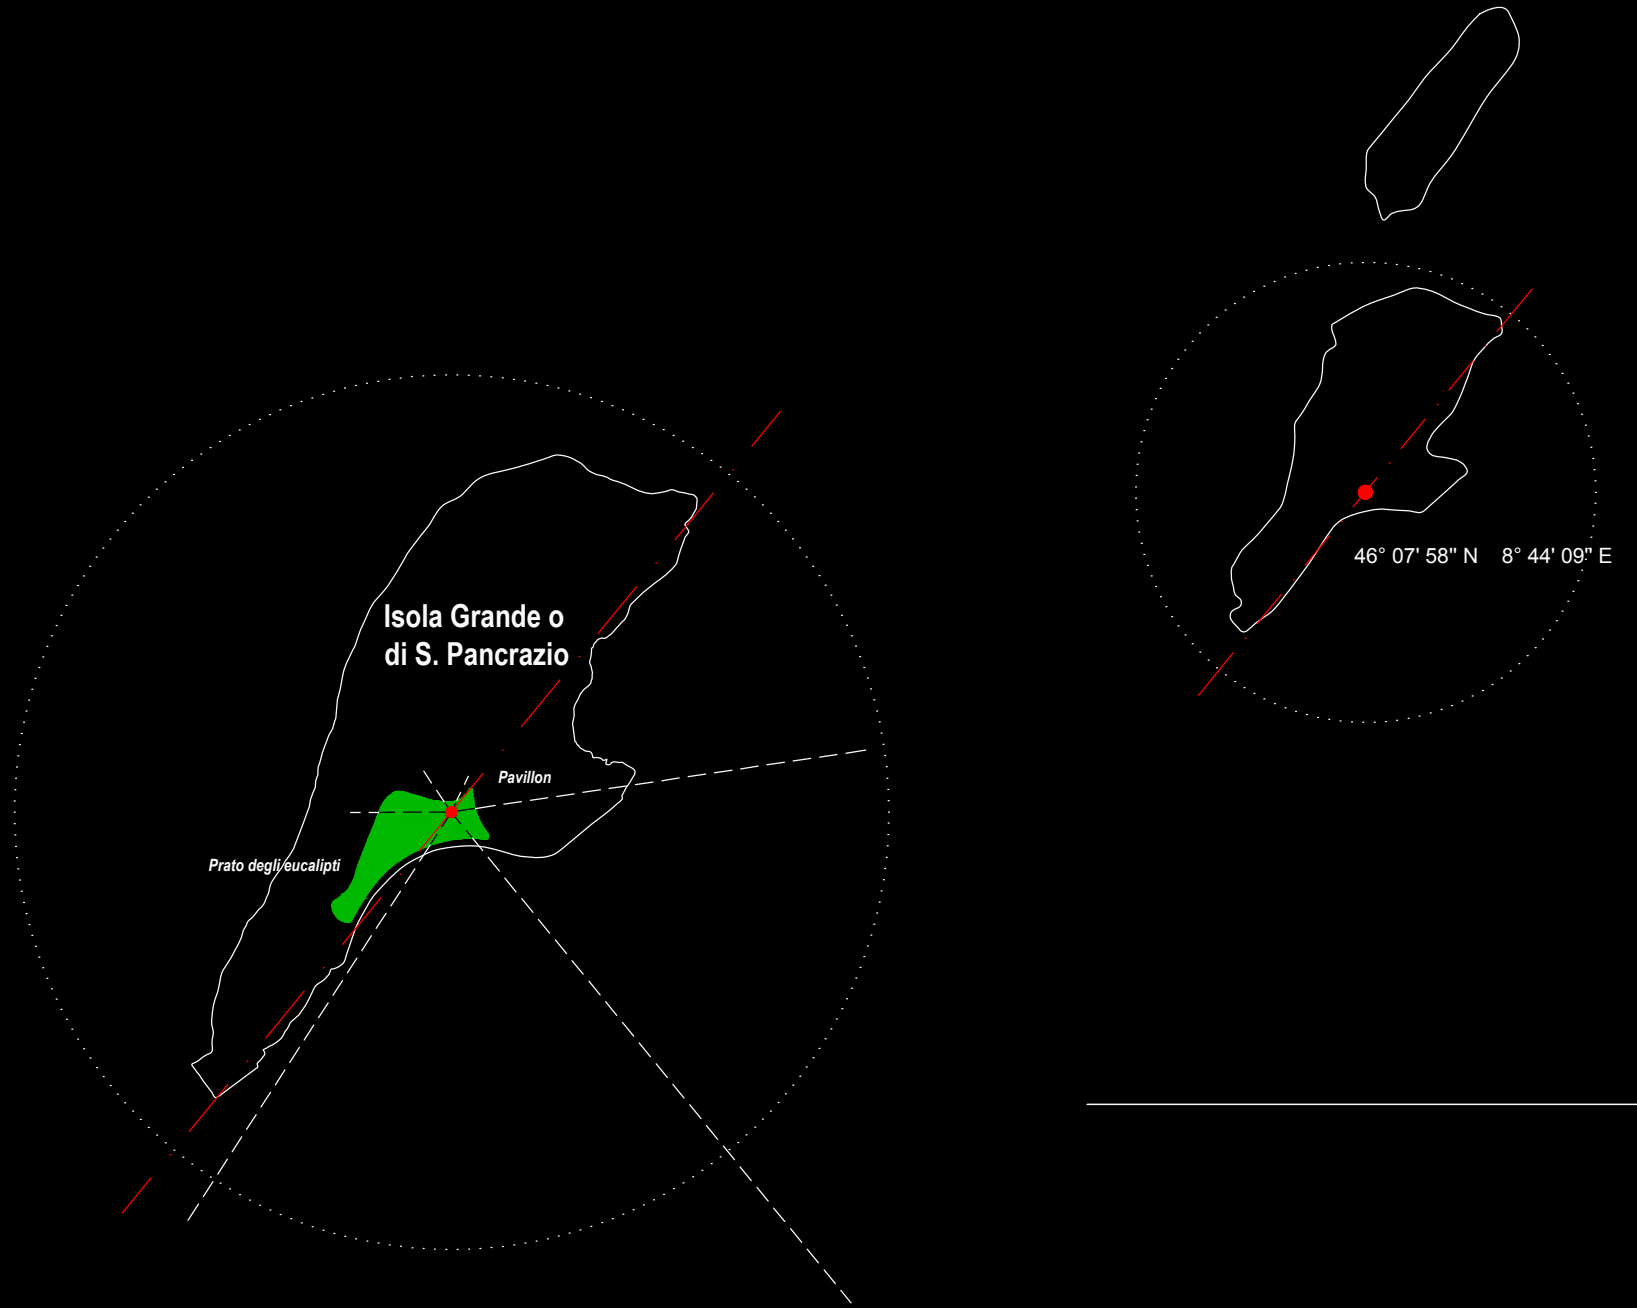 Isola Grande o
di S. Pancrazio
Pavillon
Prato degli eucalipti
46° 07' 58" N 8° 44' 09" E